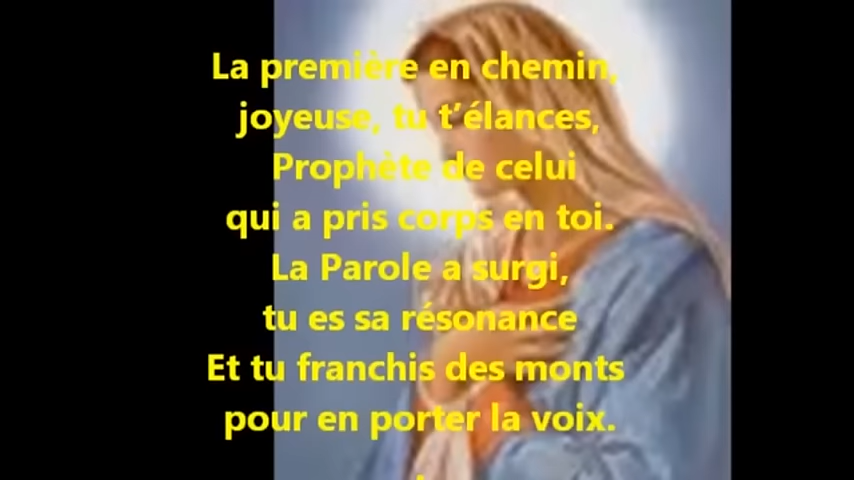 La première en chemin,
joyeuse, tu t'élances,
Prophète de celui
qui a pris corps en toi.
La Parole a surgi,
tu es sa résonance
Et tu franchis des monts
pour en porter la voix.